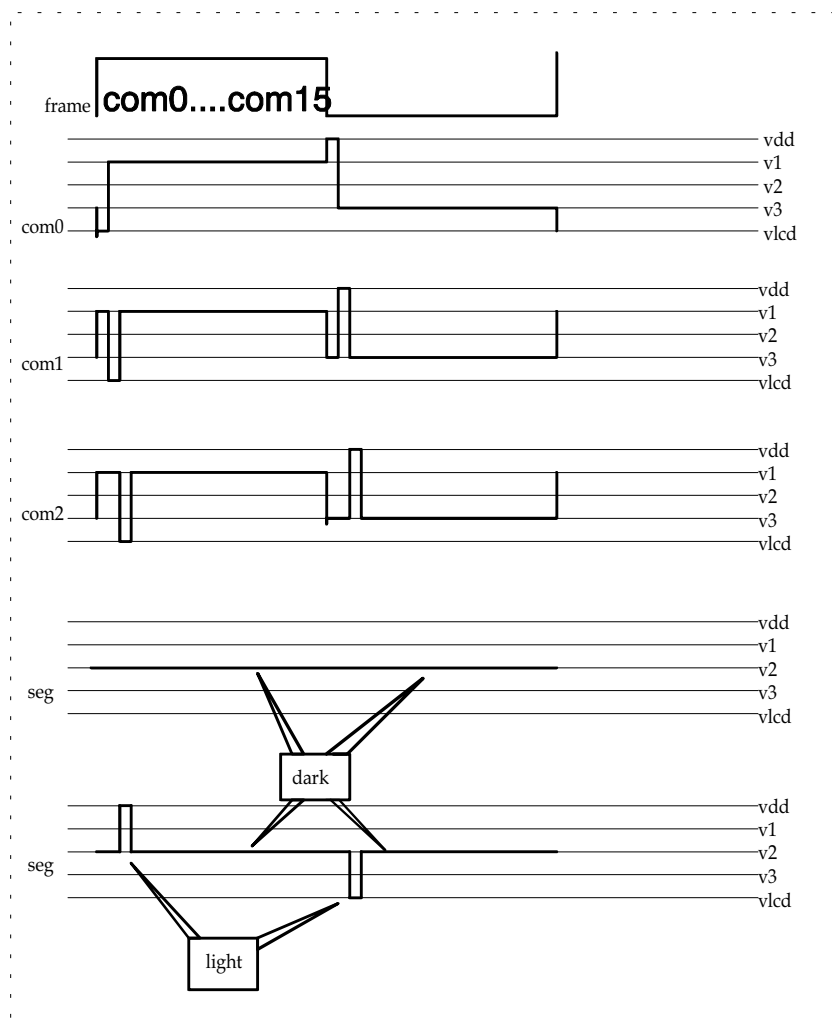 frame com0....com15
vdd
v1
v2
v3
com0 vlcd
vdd
v1
v2
com1 v3
vlcd
vdd
v1
v2
com2 v3
vlcd
vdd
v1
v2
seg v3
vlcd
dark
vdd
v1
v2
seg v3
vlcd
light